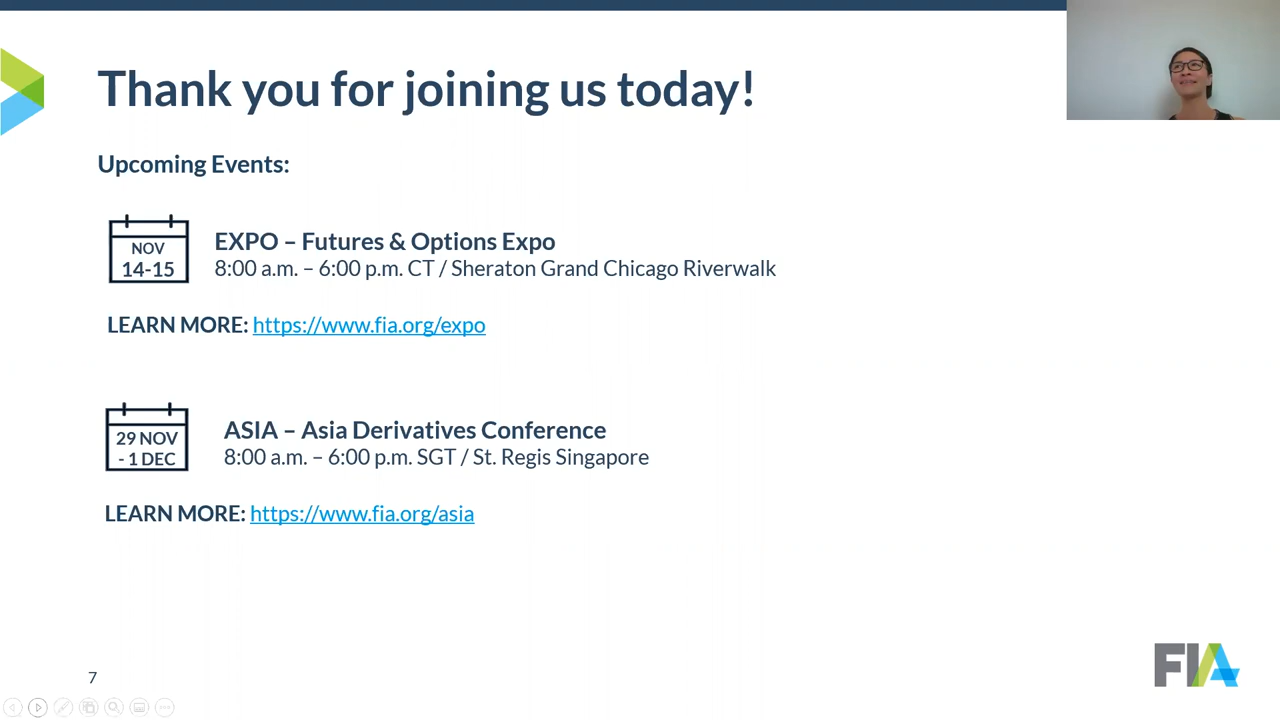 Thank you for joining us today!
Upcoming Events:
NOV
14-15
EXPO – Futures & Options Expo
8:00 a.m. – 6:00 p.m. CT / Sheraton Grand Chicago Riverwalk
LEARN MORE: https://www.fia.org/expo
29 NOV
- 1 DEC
ASIA – Asia Derivatives Conference
8:00 a.m. – 6:00 p.m. SGT / St. Regis Singapore
LEARN MORE: https://www.fia.org/asia
7
FIA